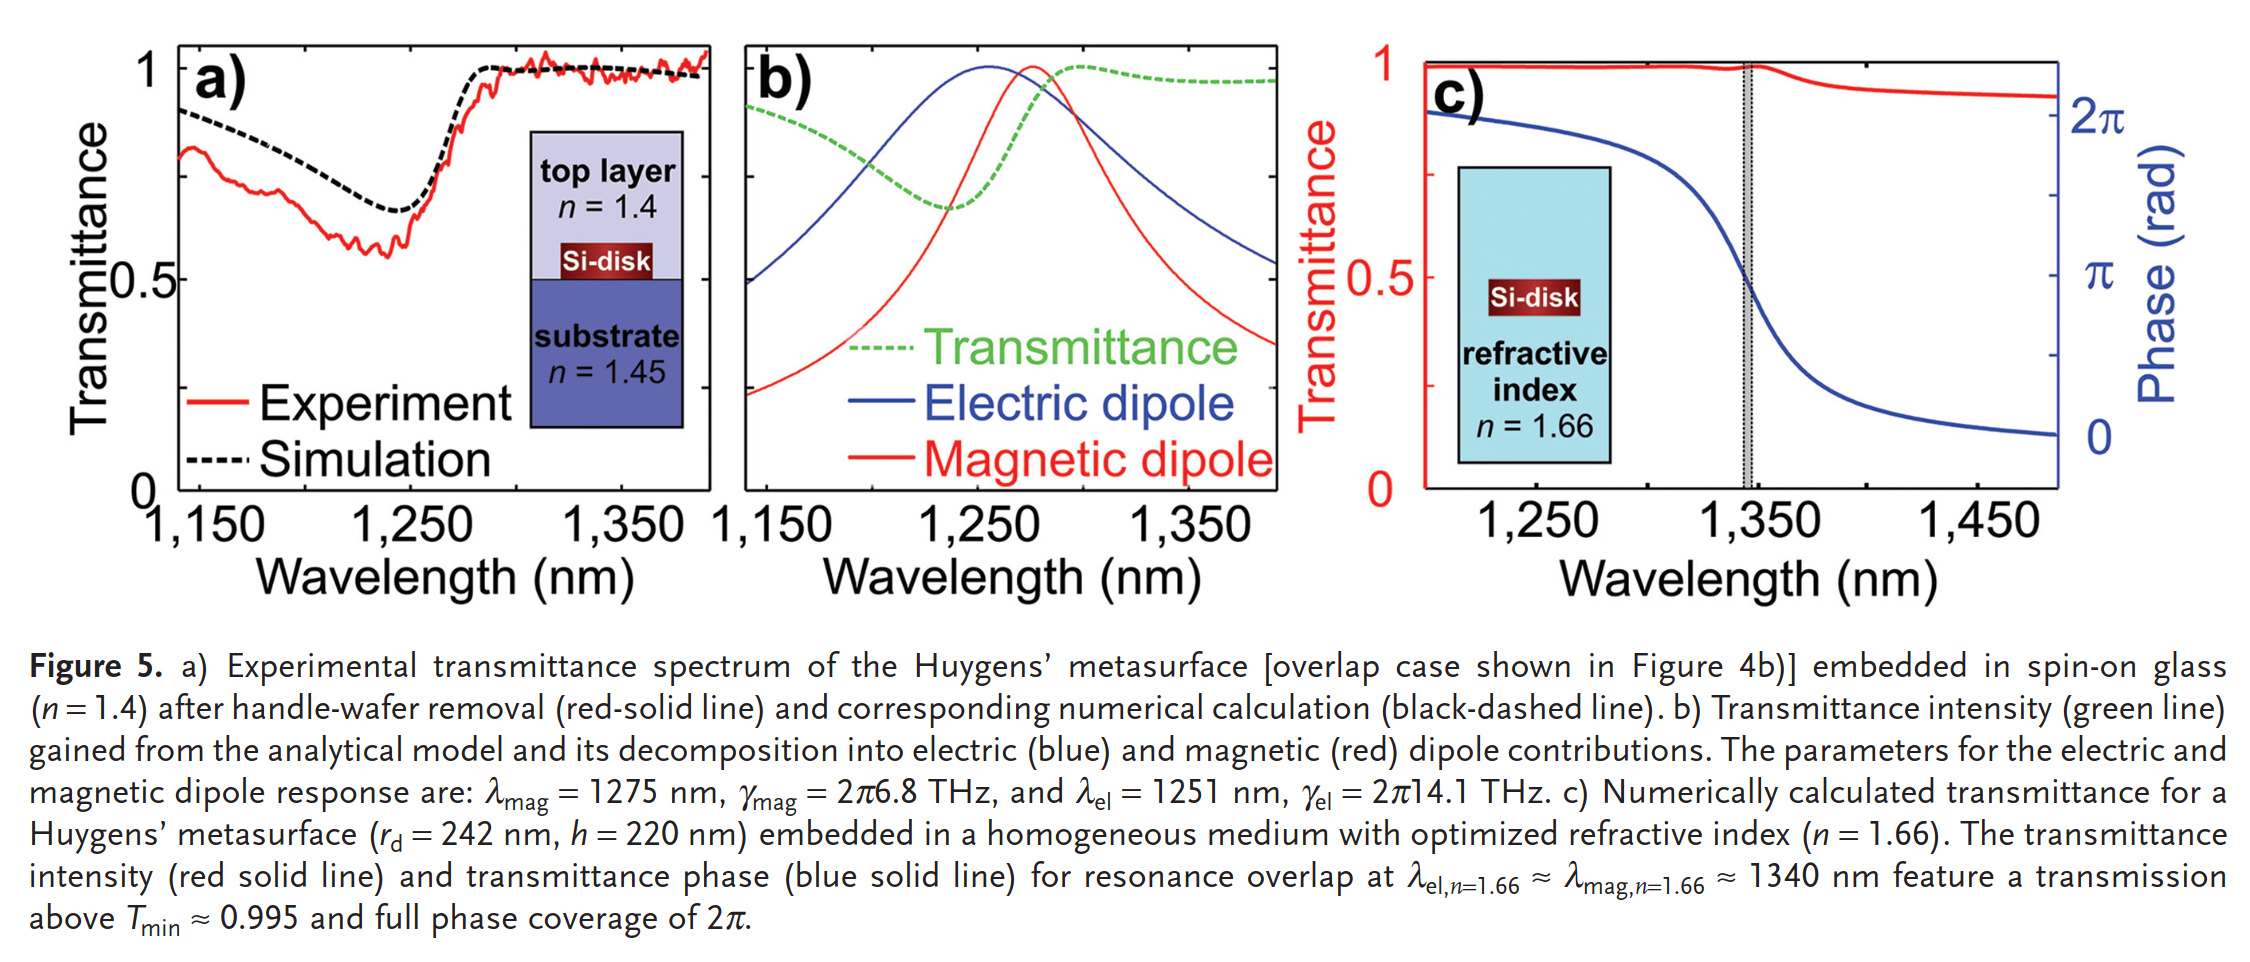 a)
Transmittance
1
0.5
0
top layer
n = 1.4
Si-disk
substrate
n = 1.45
Experiment
Simulation
1,150 1,250 1,350
Wavelength (nm)
b)
Transmittance
Electric dipole
Magnetic dipole
1,150 1,250 1,350
Wavelength (nm)
c)
Transmittance
1
0.5
0
Si-disk
refractive
index
n = 1.66
2π
π
0
Phase (rad)
1,250 1,350 1,450
Wavelength (nm)
Figure 5. a) Experimental transmittance spectrum of the Huygens’ metasurface [overlap case shown in Figure 4b)] embedded in spin-on glass
(n = 1.4) after handle-wafer removal (red-solid line) and corresponding numerical calculation (black-dashed line). b) Transmittance intensity (green line)
gained from the analytical model and its decomposition into electric (blue) and magnetic (red) dipole contributions. The parameters for the electric and
magnetic dipole response are: λmag = 1275 nm, γmag = 2π6.8 THz, and λel = 1251 nm, γel = 2π14.1 THz. c) Numerically calculated transmittance for a
Huygens’ metasurface (rd = 242 nm, h = 220 nm) embedded in a homogeneous medium with optimized refractive index (n = 1.66). The transmittance
intensity (red solid line) and transmittance phase (blue solid line) for resonance overlap at λel,n=1.66 ≈ λmag,n=1.66 ≈ 1340 nm feature a transmission
above Tmin ≈ 0.995 and full phase coverage of 2π.